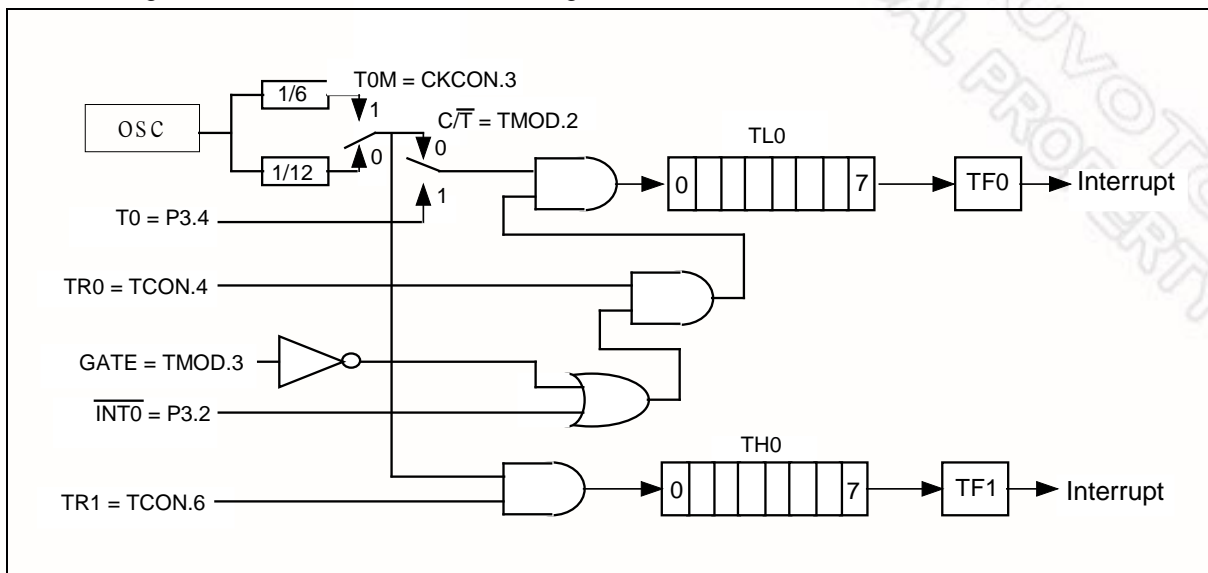 1/6
T0M = CKCON.3
1
OSC
C/T̅ = TMOD.2
0
0
1/12
1
T0 = P3.4
TL0
0
7
TF0
Interrupt
TR0 = TCON.4
GATE = TMOD.3
I̅N̅T̅0̅ = P3.2
TH0
0
7
TF1
Interrupt
TR1 = TCON.6